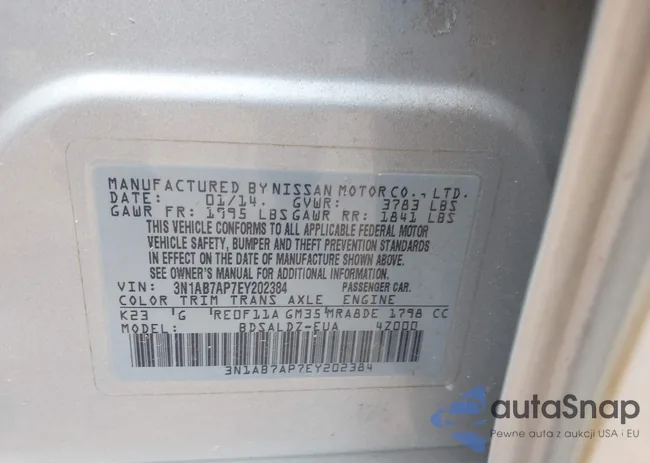 MANUFACTURED BY NISSAN MOTOR CO., LTD.
DATE: 01/14. GVWR: 3783 LBS
GAWR FR: 1995 LBS GAWR RR: 1841 LBS
THIS VEHICLE CONFORMS TO ALL APPLICABLE FEDERAL MOTOR
VEHICLE SAFETY, BUMPER AND THEFT PREVENTION STANDARDS
IN EFFECT ON THE DATE OF MANUFACTURE SHOWN ABOVE.
SEE OWNER'S MANUAL FOR ADDITIONAL INFORMATION.
VIN: 3N1AB7AP7EY202384 PASSENGER CAR.
COLOR TRIM TRANS AXLE ENGINE
K23 G RE0F11A GM35 MRA8DE 1798 CC
MODEL: BDSALDZ-EUA 4Z000
3N1AB7AP7EY202384
autoSnap
Pewne auta z aukcji USA i EU